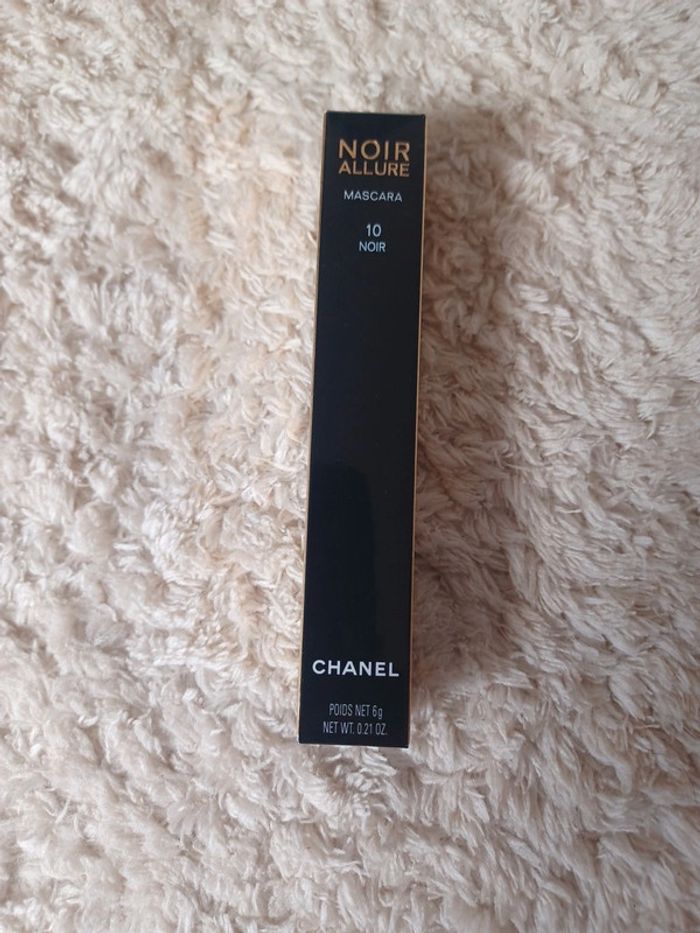 NOIR
ALLURE
MASCARA
10
NOIR
CHANEL
POIDS NET 6g
NET WT. 0.21 OZ.